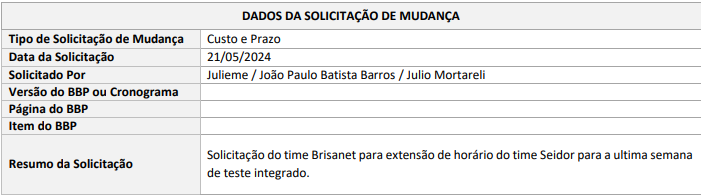 DADOS DA SOLICITAÇÃO DE MUDANÇA
Tipo de Solicitação de Mudança Custo e Prazo
Data da Solicitação 21/05/2024
Solicitado Por Julieme / João Paulo Batista Barros / Julio Mortareli
Versão do BBP ou Cronograma
Página do BBP
Item do BBP
Resumo da Solicitação
Solicitação do time Brisanet para extensão de horário do time Seidor para a ultima semana
de teste integrado.